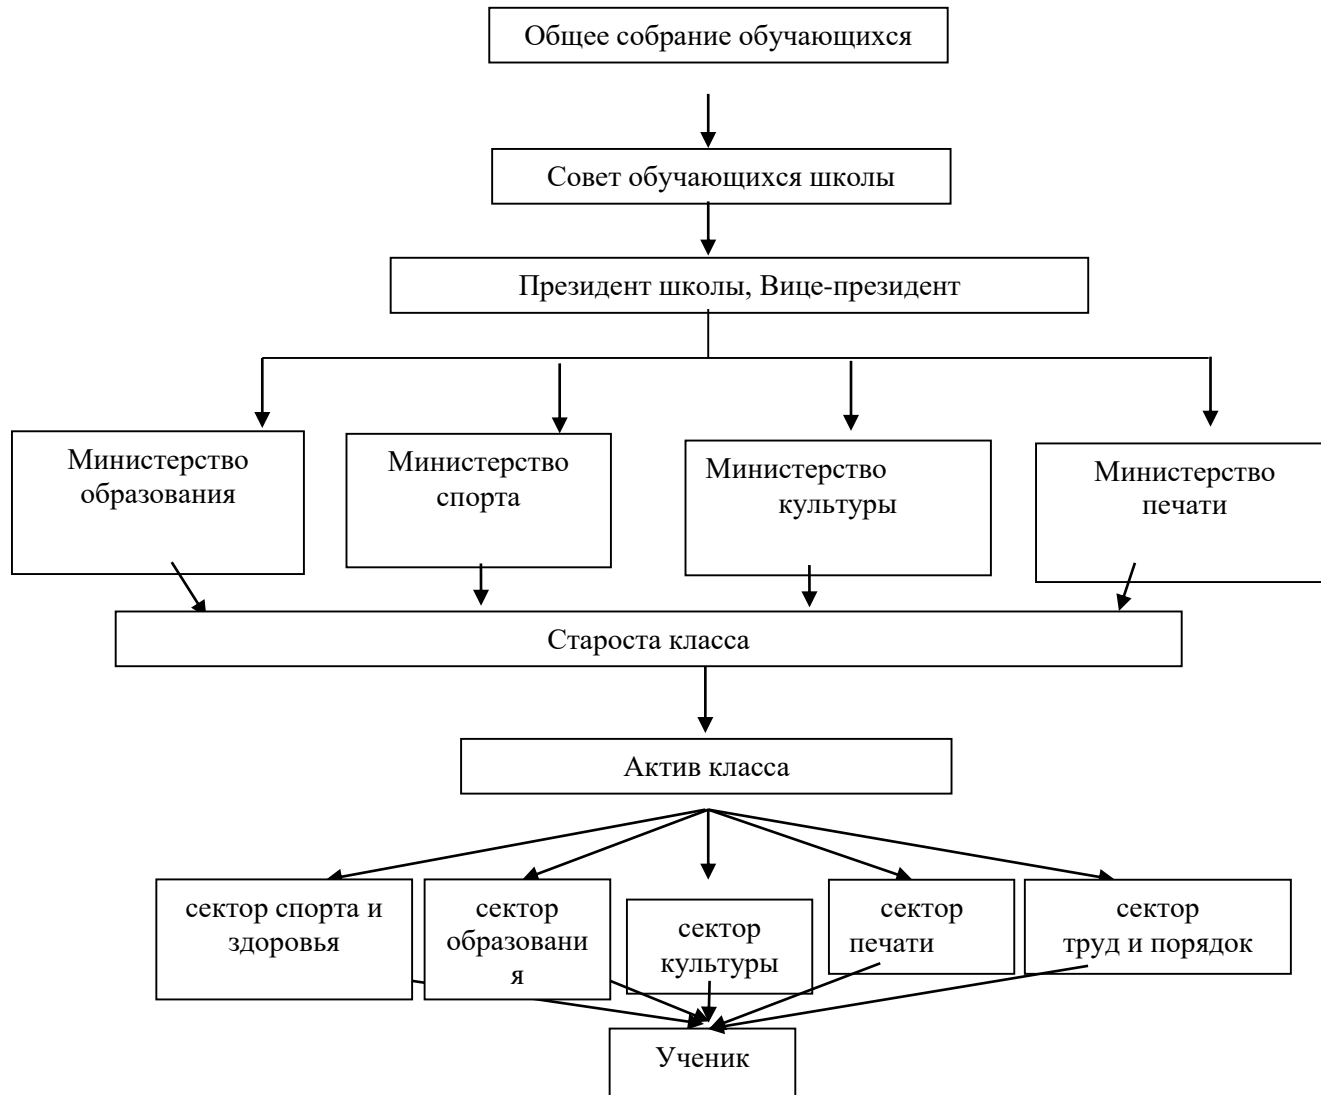 Общее собрание обучающихся
Совет обучающихся школы
Президент школы, Вице-президент
Министерство
образования
Министерство
спорта
Министерство
культуры
Министерство
печати
Староста класса
Актив класса
сектор спорта и
здоровья
сектор
образовани
я
сектор
культуры
сектор
печати
сектор
труд и порядок
Ученик